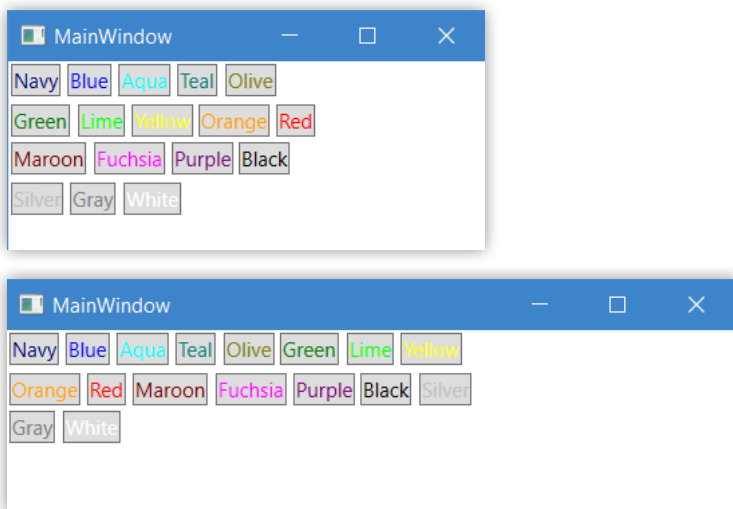 MainWindow
Navy Blue Aqua Teal Olive
Green Lime Yellow Orange Red
Maroon Fuchsia Purple Black
Silver Gray White
MainWindow
Navy Blue Aqua Teal Olive Green Lime Yellow
Orange Red Maroon Fuchsia Purple Black Silver
Gray White